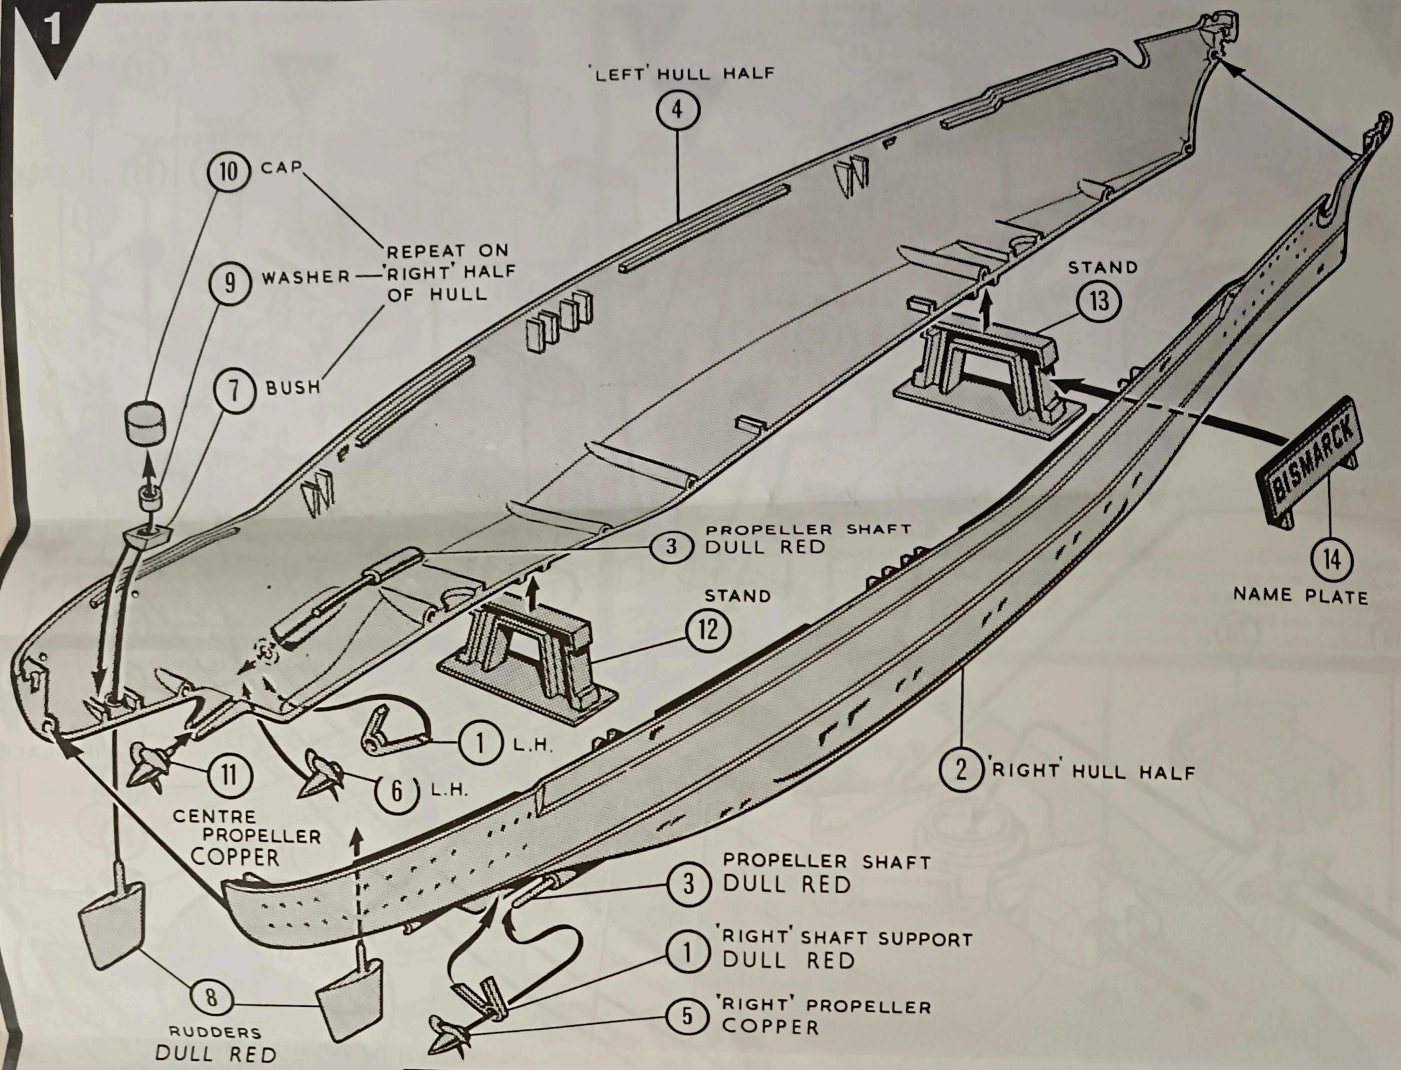 1
'LEFT' HULL HALF
4
10 CAP
REPEAT ON
'RIGHT' HALF
OF HULL
9 WASHER
7 BUSH
STAND
13
BISMARCK
14
NAME PLATE
3 PROPELLER SHAFT
DULL RED
STAND
12
1 L.H.
6 L.H.
11
CENTRE
PROPELLER
COPPER
2 'RIGHT' HULL HALF
3 PROPELLER SHAFT
DULL RED
1 'RIGHT' SHAFT SUPPORT
DULL RED
5 'RIGHT' PROPELLER
COPPER
8
RUDDERS
DULL RED